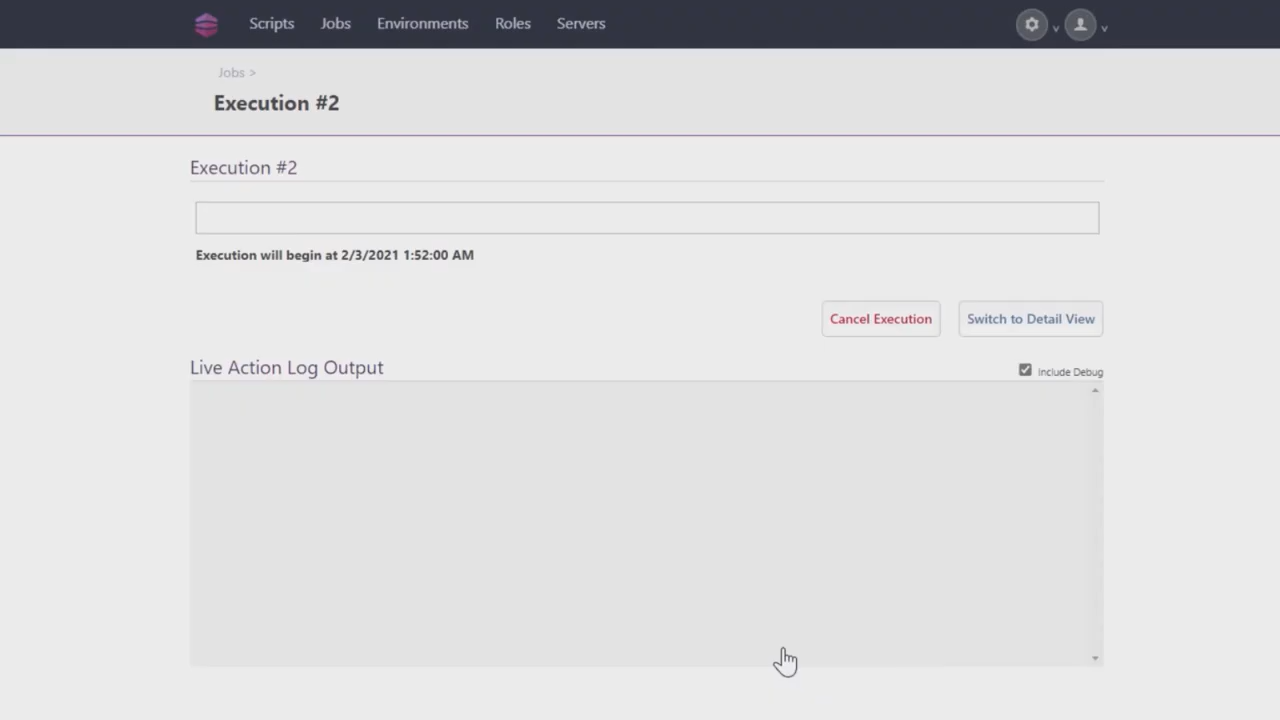 Scripts Jobs Environments Roles Servers
Jobs >
Execution #2
Execution #2
Execution will begin at 2/3/2021 1:52:00 AM
Cancel Execution Switch to Detail View
Live Action Log Output Include Debug